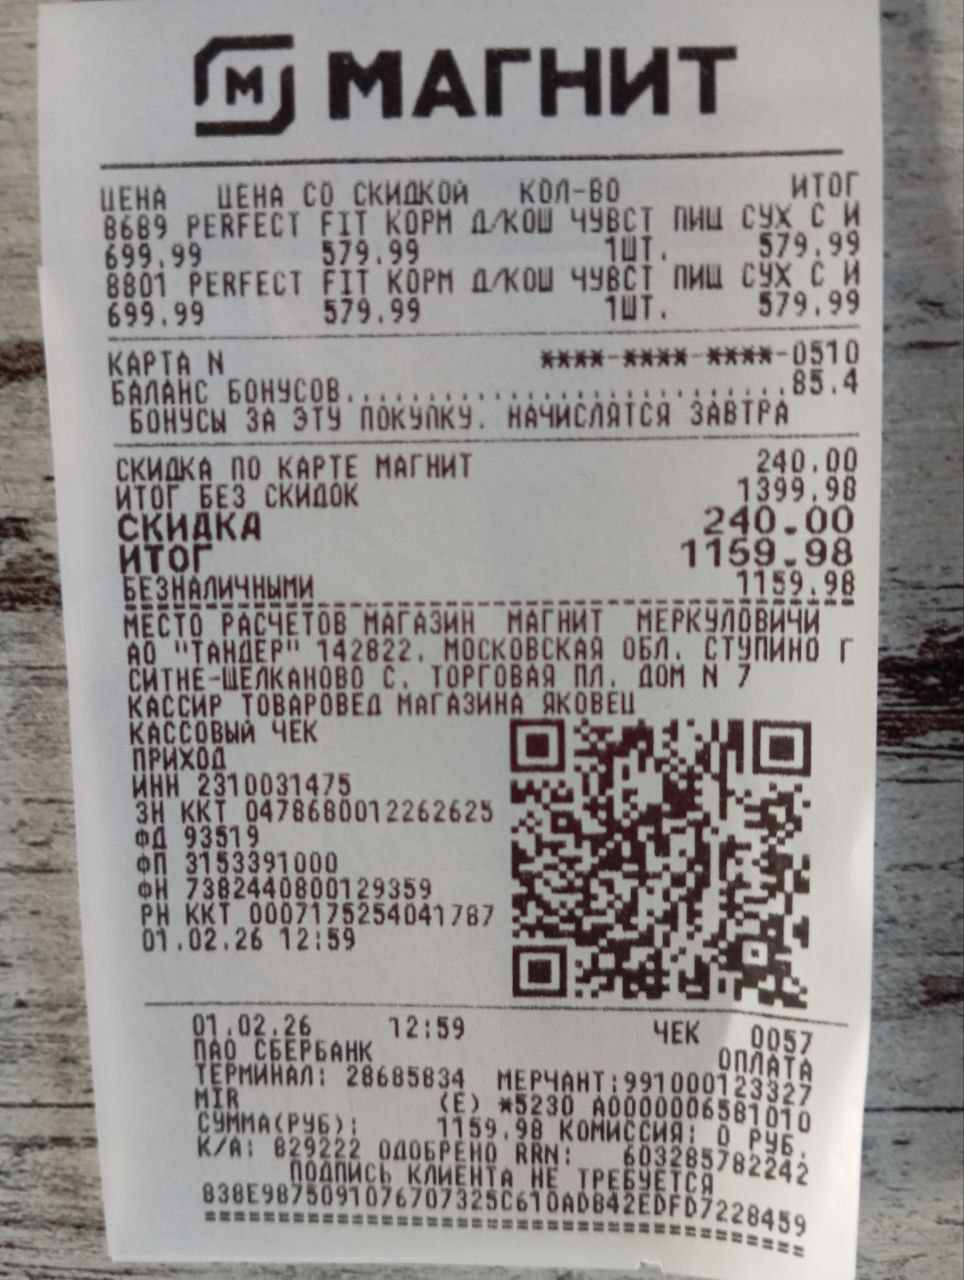 М МАГНИТ
ЦЕНА ЦЕНА СО СКИДКОЙ КОЛ-ВО ИТОГ
8689 PERFECT FIT КОРМ Д/КОШ ЧУВСТ ПИЩ СУХ С И
699.99 579.99 1ШТ. 579.99
8801 PERFECT FIT КОРМ Д/КОШ ЧУВСТ ПИЩ СУХ С И
699.99 579.99 1ШТ. 579.99
КАРТА N ****-****-****-0510
БАЛАНС БОНУСОВ...........................85.4
БОНУСЫ ЗА ЭТУ ПОКУПКУ. НАЧИСЛЯТСЯ ЗАВТРА
СКИДКА ПО КАРТЕ МАГНИТ 240.00
ИТОГ БЕЗ СКИДОК 1399.98
СКИДКА 240.00
ИТОГ 1159.98
БЕЗНАЛИЧНЫМИ 1159.98
МЕСТО РАСЧЕТОВ МАГАЗИН МАГНИТ МЕРКУЛОВИЧИ
АО "ТАНДЕР" 142822, МОСКОВСКАЯ ОБЛ. СТУПИНО Г
СИТНЕ-ЩЕЛКАНОВО С. ТОРГОВАЯ ПЛ. ДОМ N 7
КАССИР ТОВАРОВЕД МАГАЗИНА ЯКОВЕЦ
КАССОВЫЙ ЧЕК
ПРИХОД
ИНН 2310031475
ЗН ККТ 0478680012262625
ФД 93519
ФП 3153391000
ФН 7382440800129359
РН ККТ 0007175254041787
01.02.26 12:59
01.02.26 12:59 ЧЕК 0057
ПАО СБЕРБАНК ОПЛАТА
ТЕРМИНАЛ: 28685834 МЕРЧАНТ:991000123327
MIR (E) *5230 A0000006581010
СУММА(РУБ): 1159.98 КОМИССИЯ: 0 РУБ.
К/А: 829222 ОДОБРЕНО RRN: 603285782242
ПОДПИСЬ КЛИЕНТА НЕ ТРЕБУЕТСЯ
838E98750910767073​25C610ADB42EDFD7228459